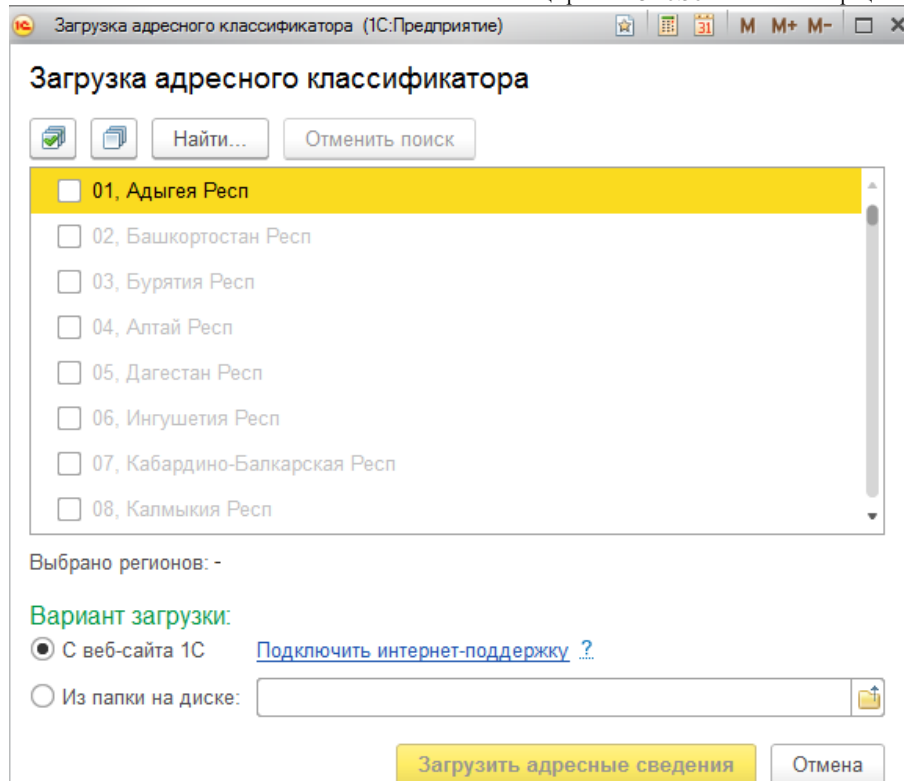 Загрузка адресного классификатора (1С:Предприятие)
31 M M+ M-
Загрузка адресного классификатора
Найти... Отменить поиск
01, Адыгея Респ
02, Башкортостан Респ
03, Бурятия Респ
04, Алтай Респ
05, Дагестан Респ
06, Ингушетия Респ
07, Кабардино-Балкарская Респ
08, Калмыкия Респ
Выбрано регионов: -
Вариант загрузки:
С веб-сайта 1С Подключить интернет-поддержку ?
Из папки на диске:
Загрузить адресные сведения Отмена